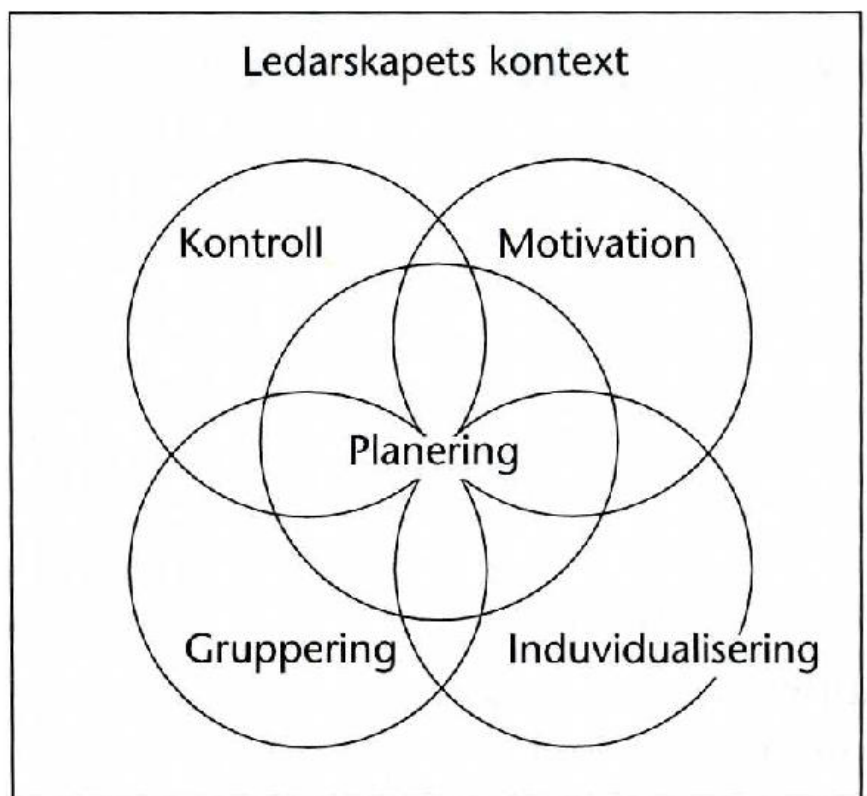 Ledarskapets kontext
Kontroll
Motivation
Planering
Gruppering
Induvidualisering